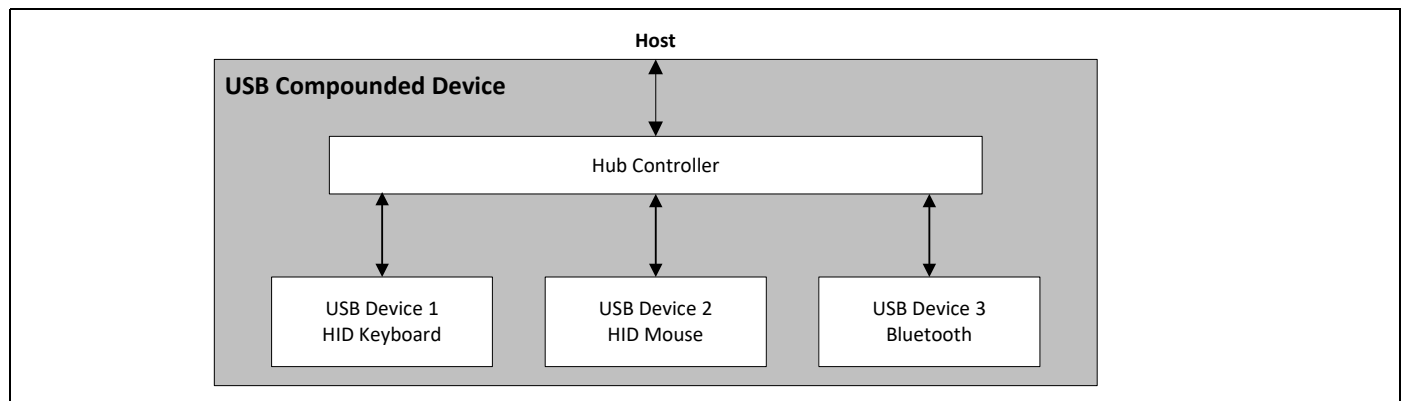 Host
USB Compounded Device
Hub Controller
USB Device 1
HID Keyboard
USB Device 2
HID Mouse
USB Device 3
Bluetooth